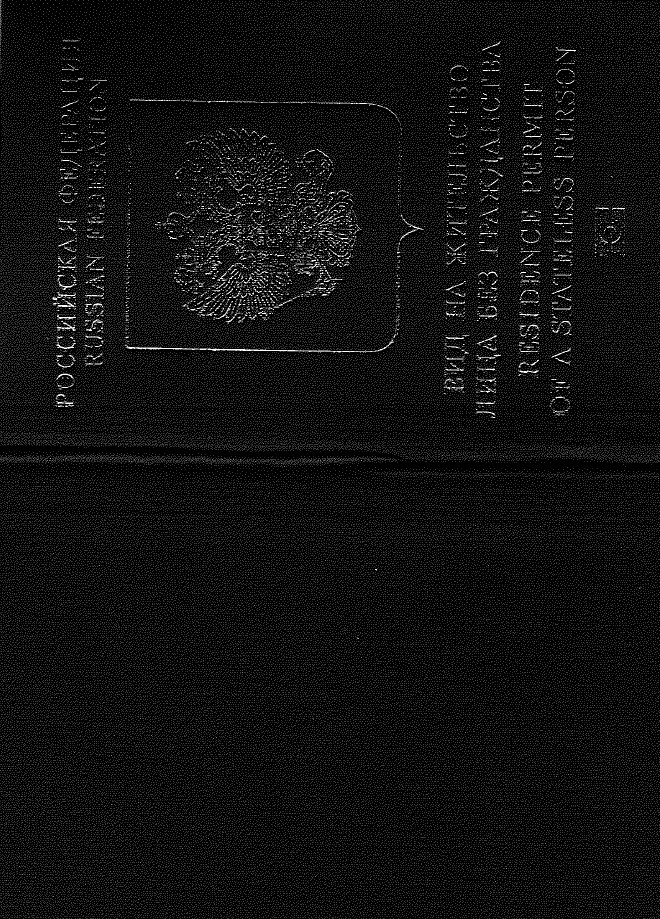 РОССИЙСКАЯ ФЕДЕРАЦИЯ
RUSSIAN FEDERATION
ВИД НА ЖИТЕЛЬСТВО
ЛИЦА БЕЗ ГРАЖДАНСТВА
RESIDENCE PERMIT
OF A STATELESS PERSON